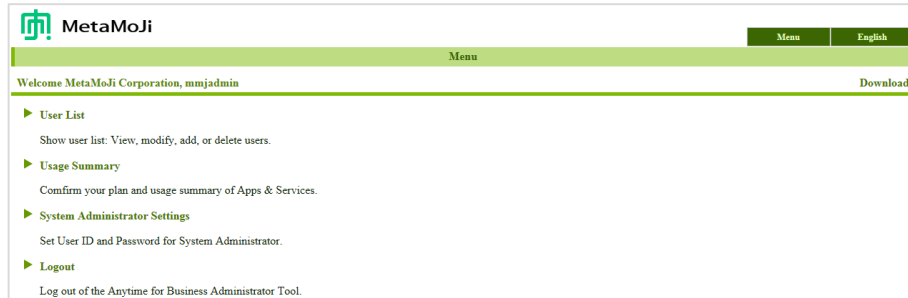 MetaMoJi
Menu English
Menu
Welcome MetaMoJi Corporation, mmjadmin Download
User List
Show user list: View, modify, add, or delete users.
Usage Summary
Comfirm your plan and usage summary of Apps & Services.
System Administrator Settings
Set User ID and Password for System Administrator.
Logout
Log out of the Anytime for Business Administrator Tool.